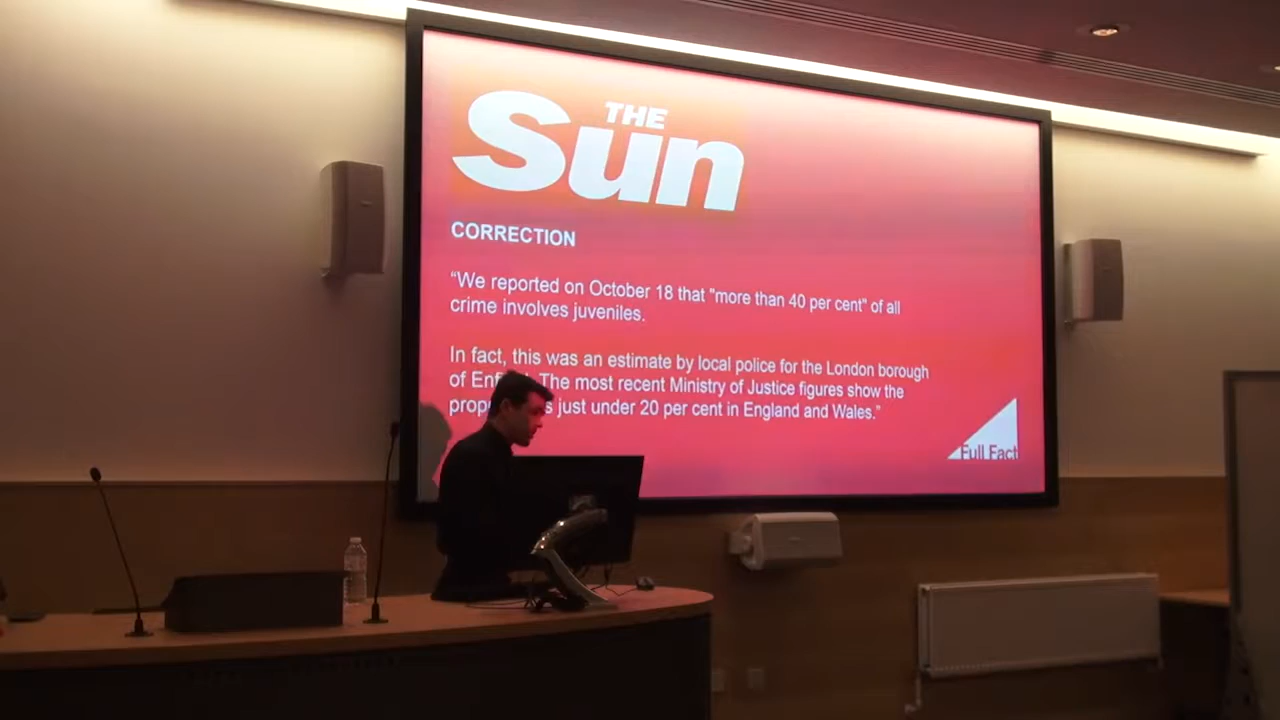 THE
Sun
CORRECTION
“We reported on October 18 that "more than 40 per cent" of all
crime involves juveniles.
In fact, this was an estimate by local police for the London borough
of The most recent Ministry of Justice figures show the
just under 20 per cent in England and Wales.”
Full Fact